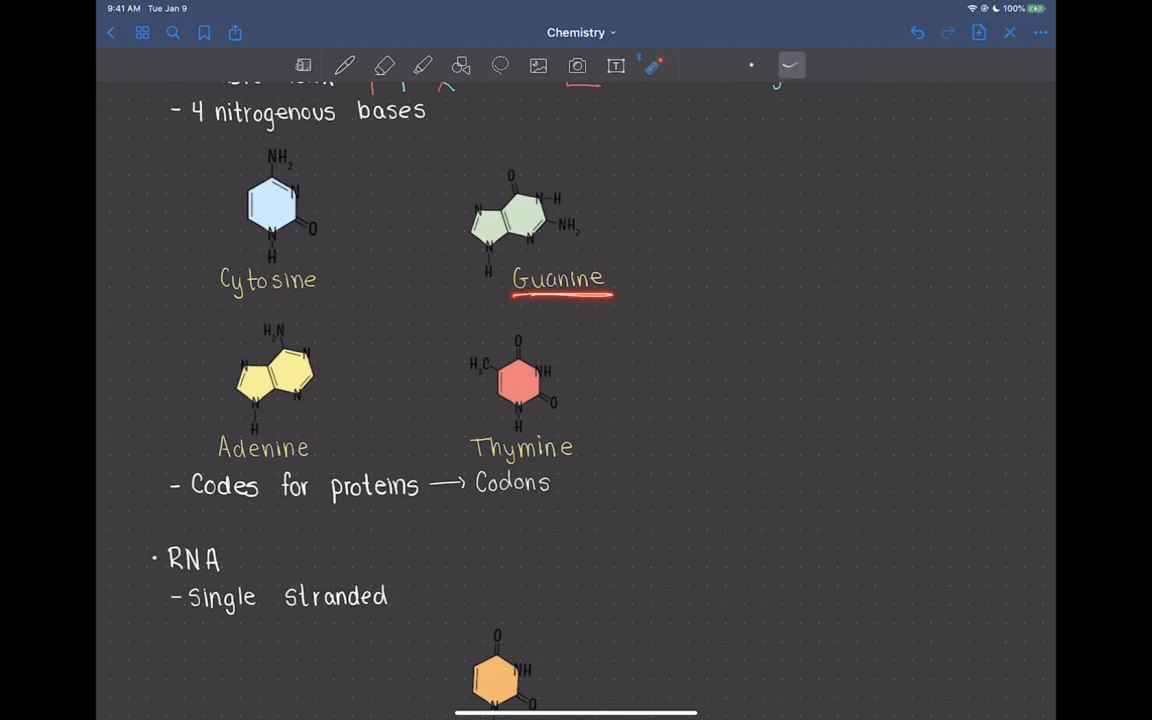 9:41 AM Tue Jan 9
100%
Chemistry
- 4 nitrogenous bases
NH2
N
O
N
H
Cytosine
O
N
N-H
NH2
N
N
H
Guanine
H2N
N
N
N
N
H
Adenine
O
H3C
NH
O
N
H
Thymine
- Codes for proteins → Codons
· RNA
- Single stranded
O
NH
O
N